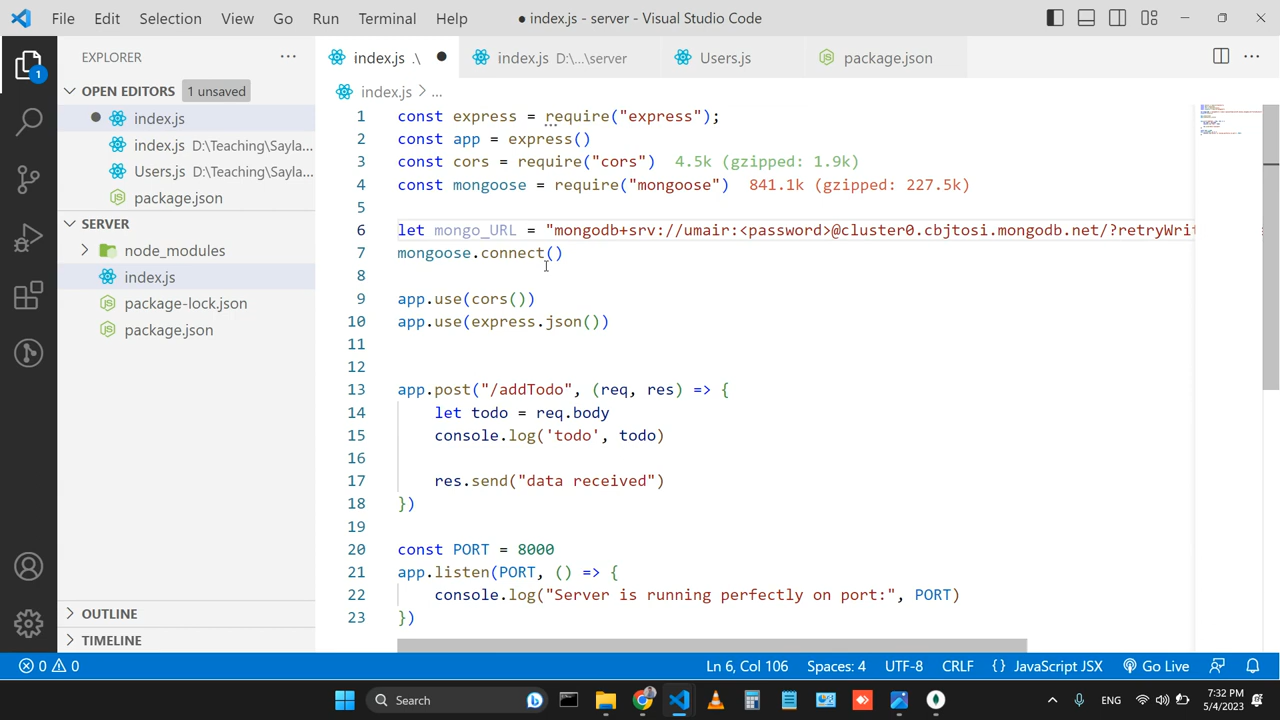 File Edit Selection View Go Run Terminal Help
● index.js - server - Visual Studio Code
1
EXPLORER
OPEN EDITORS 1 unsaved
index.js
index.js D:\Teaching\Sayla...
Users.js D:\Teaching\Sayla...
package.json
SERVER
node_modules
index.js
package-lock.json
package.json
OUTLINE
TIMELINE
index.js .\
index.js D:\...\server
Users.js
package.json
index.js > ...
1 const express = require("express");
2 const app = express()
3 const cors = require("cors") 4.5k (gzipped: 1.9k)
4 const mongoose = require("mongoose") 841.1k (gzipped: 227.5k)
5
6 let mongo_URL = "mongodb+srv://umair:<password>@cluster0.cbjtosi.mongodb.net/?retryWrit
7 mongoose.connect()
8
9 app.use(cors())
10 app.use(express.json())
11
12
13 app.post("/addTodo", (req, res) => {
14 let todo = req.body
15 console.log('todo', todo)
16
17 res.send("data received")
18 })
19
20 const PORT = 8000
21 app.listen(PORT, () => {
22 console.log("Server is running perfectly on port:", PORT)
23 })
0 0
Ln 6, Col 106 Spaces: 4 UTF-8 CRLF {} JavaScript JSX Go Live
Search
ENG
7:32 PM
5/4/2023